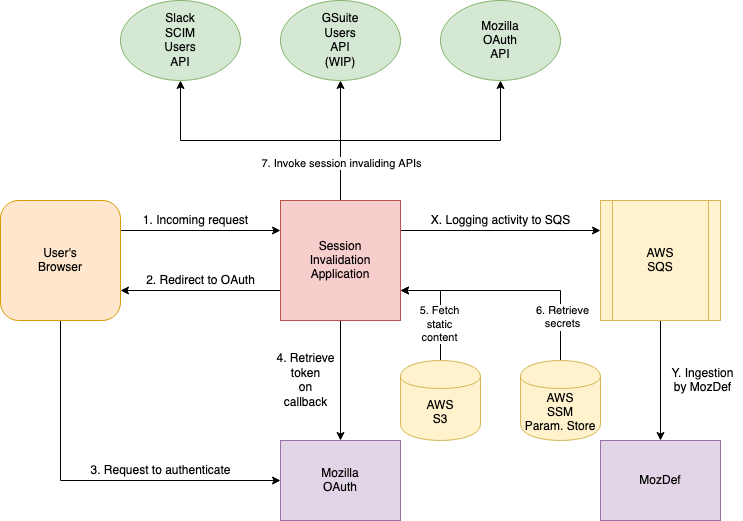 Slack
SCIM
Users
API
GSuite
Users
API
(WIP)
Mozilla
OAuth
API
7. Invoke session invaliding APIs
User's
Browser
1. Incoming request
2. Redirect to OAuth
Session
Invalidation
Application
X. Logging activity to SQS
AWS
SQS
5. Fetch
static
content
6. Retrieve
secrets
4. Retrieve
token
on
callback
AWS
S3
AWS
SSM
Param. Store
Y. Ingestion
by MozDef
3. Request to authenticate
Mozilla
OAuth
MozDef